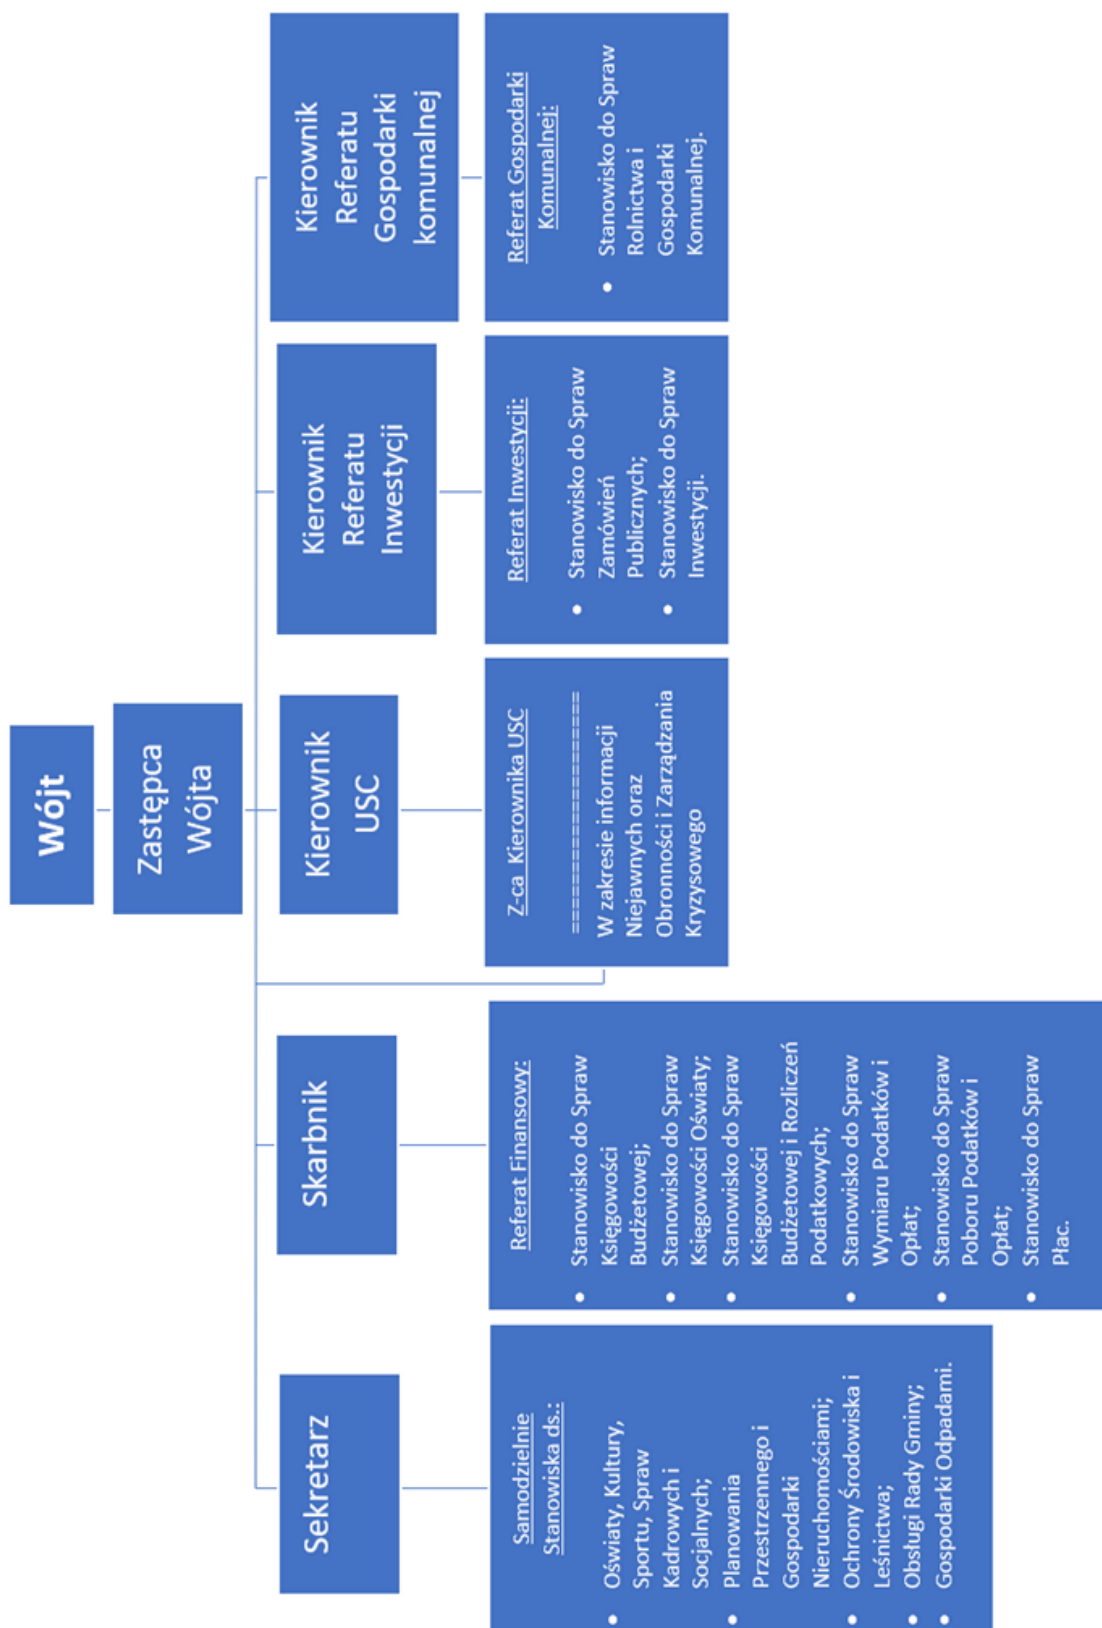 Wójt
Zastępca
Wójta
Sekretarz
Skarbnik
Kierownik
USC
Kierownik
Referatu
Inwestycji
Kierownik
Referatu
Gospodarki
komunalnej
Samodzielnie
Stanowiska ds.:
• Oświaty, Kultury,
Sportu, Spraw
Kadrowych i
Socjalnych;
• Planowania
Przestrzennego i
Gospodarki
Nieruchomościami;
• Ochrony Środowiska i
Leśnictwa;
• Obsługi Rady Gminy;
• Gospodarki Odpadami.
Referat Finansowy:
• Stanowisko do Spraw
Księgowości
Budżetowej;
• Stanowisko do Spraw
Księgowości Oświaty;
• Stanowisko do Spraw
Księgowości
Budżetowej i Rozliczeń
Podatkowych;
• Stanowisko do Spraw
Wymiaru Podatków i
Opłat;
• Stanowisko do Spraw
Poboru Podatków i
Opłat;
• Stanowisko do Spraw
Płac.
Z-ca Kierownika USC
====================
W zakresie informacji
Niejawnych oraz
Obronności i Zarządzania
Kryzysowego
Referat Inwestycji:
• Stanowisko do Spraw
Zamówień
Publicznych;
• Stanowisko do Spraw
Inwestycji.
Referat Gospodarki
Komunalnej:
• Stanowisko do Spraw
Rolnictwa i
Gospodarki
Komunalnej.